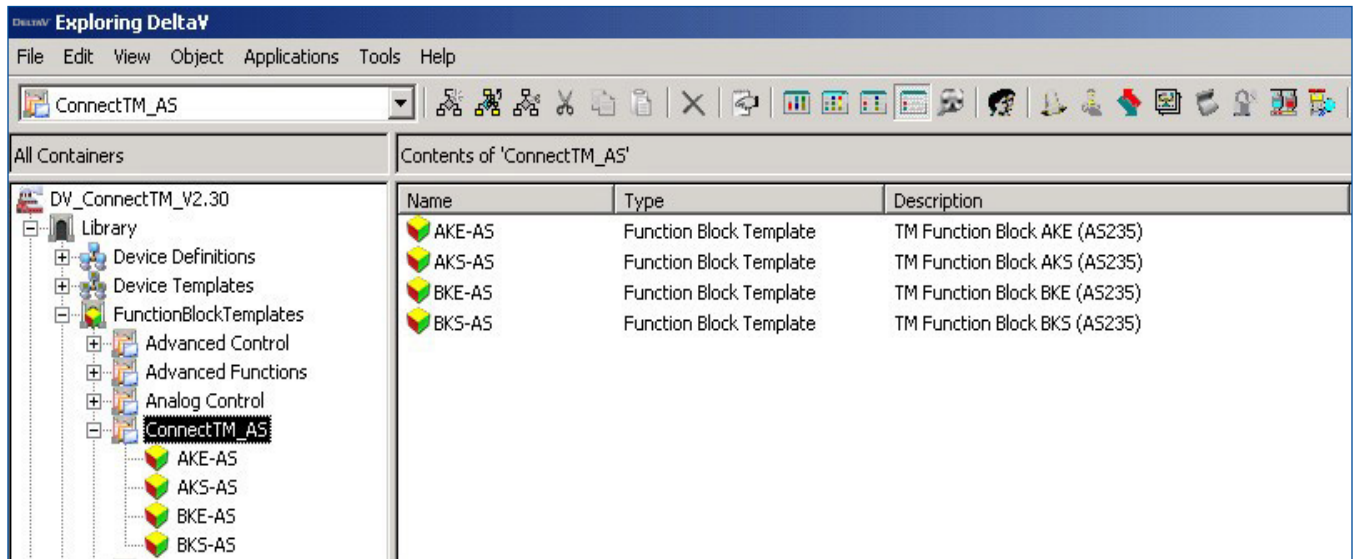 DELTAV Exploring DeltaV
File Edit View Object Applications Tools Help
ConnectTM_AS
All Containers
Contents of 'ConnectTM_AS'
DV_ConnectTM_V2.30
Library
Device Definitions
Device Templates
FunctionBlockTemplates
Advanced Control
Advanced Functions
Analog Control
ConnectTM_AS
AKE-AS
AKS-AS
BKE-AS
BKS-AS
Name Type Description
AKE-AS Function Block Template TM Function Block AKE (AS235)
AKS-AS Function Block Template TM Function Block AKS (AS235)
BKE-AS Function Block Template TM Function Block BKE (AS235)
BKS-AS Function Block Template TM Function Block BKS (AS235)